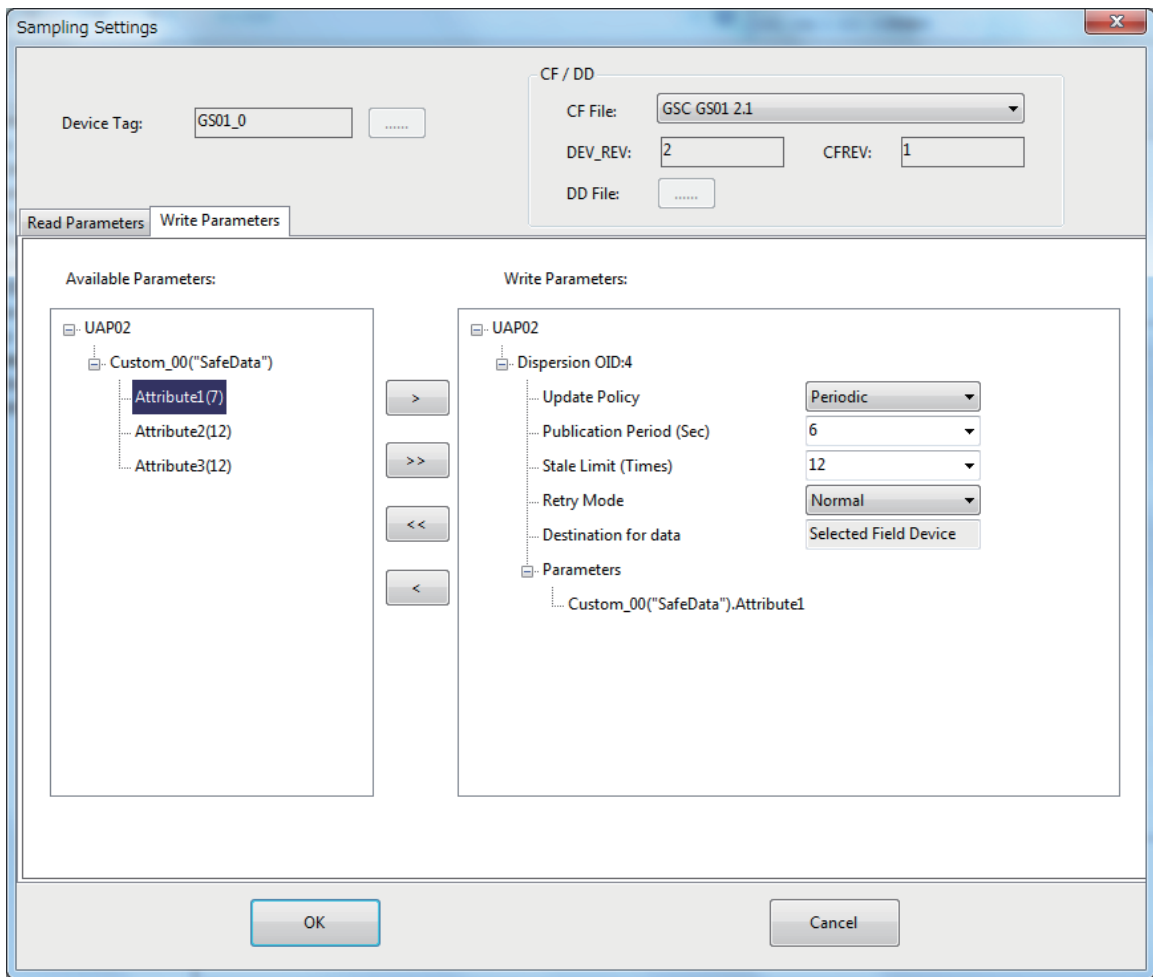 Sampling Settings
CF / DD
Device Tag: GS01_0 ......
CF File: GSC GS01 2.1
DEV_REV: 2 CFREV: 1
DD File: ......
Read Parameters Write Parameters
Available Parameters: Write Parameters:
UAP02
Custom_00("SafeData")
Attribute1(7)
Attribute2(12)
Attribute3(12)
>
>>
<<
<
UAP02
Dispersion OID:4
Update Policy Periodic
Publication Period (Sec) 6
Stale Limit (Times) 12
Retry Mode Normal
Destination for data Selected Field Device
Parameters
Custom_00("SafeData").Attribute1
OK Cancel